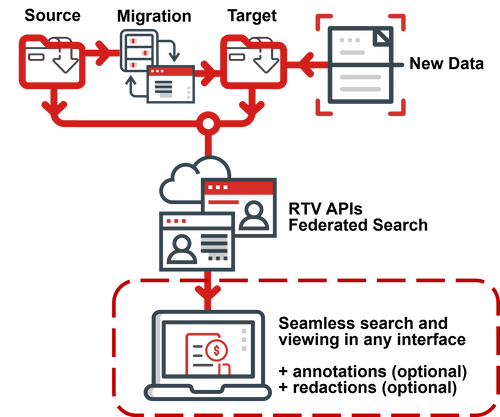 Source
Migration
Target
New Data
RTV APIs
Federated Search
$
Seamless search and
viewing in any interface
+ annotations (optional)
+ redactions (optional)